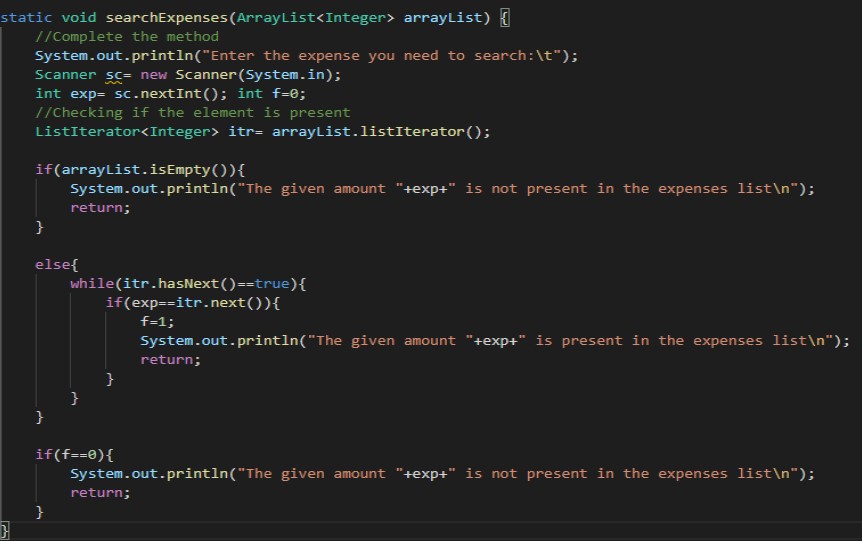 static void searchExpenses(ArrayList<Integer> arrayList) {
    //Complete the method
    System.out.println("Enter the expense you need to search:\t");
    Scanner sc= new Scanner(System.in);
    int exp= sc.nextInt(); int f=0;
    //Checking if the element is present
    ListIterator<Integer> itr= arrayList.listIterator();

    if(arrayList.isEmpty()){
        System.out.println("The given amount "+exp+" is not present in the expenses list\n");
        return;
    }

    else{
        while(itr.hasNext()==true){
            if(exp==itr.next()){
                f=1;
                System.out.println("The given amount "+exp+" is present in the expenses list\n");
                return;
            }
        }
    }

    if(f==0){
        System.out.println("The given amount "+exp+" is not present in the expenses list\n");
        return;
    }
}